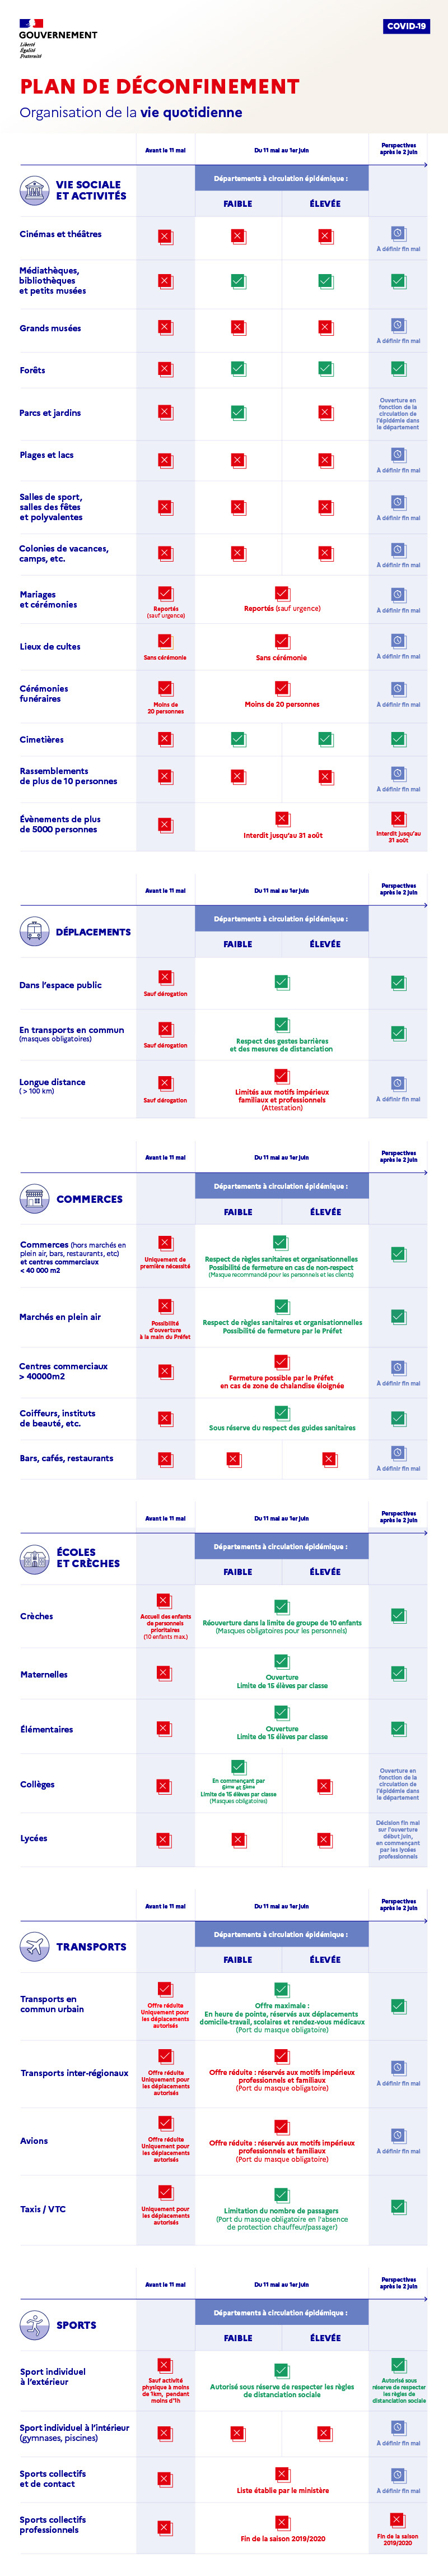 GOUVERNEMENT
Liberté
Égalité
Fraternité
COVID-19
PLAN DE DÉCONFINEMENT
Organisation de la vie quotidienne
Avant le 11 mai
Du 11 mai au 1er juin
Perspectives
après le 2 juin
VIE SOCIALE
ET ACTIVITÉS
Départements à circulation épidémique :
FAIBLE
ÉLEVÉE
Cinémas et théâtres
À définir fin mai
Médiathèques,
bibliothèques
et petits musées
Grands musées
À définir fin mai
Forêts
Parcs et jardins
Ouverture en
fonction de la
circulation de
l'épidémie dans
le département
Plages et lacs
À définir fin mai
Salles de sport,
salles des fêtes
et polyvalentes
À définir fin mai
Colonies de vacances,
camps, etc.
À définir fin mai
Mariages
et cérémonies
Reportés
(sauf urgence)
Reportés (sauf urgence)
À définir fin mai
Lieux de cultes
Sans cérémonie
Sans cérémonie
À définir fin mai
Cérémonies
funéraires
Moins de
20 personnes
Moins de 20 personnes
À définir fin mai
Cimetières
Rassemblements
de plus de 10 personnes
À définir fin mai
Évènements de plus
de 5000 personnes
Interdit jusqu'au 31 août
Interdit jusqu'au
31 août
Avant le 11 mai
Du 11 mai au 1er juin
Perspectives
après le 2 juin
DÉPLACEMENTS
Départements à circulation épidémique :
FAIBLE
ÉLEVÉE
Dans l'espace public
Sauf dérogation
En transports en commun
(masques obligatoires)
Sauf dérogation
Respect des gestes barrières
et des mesures de distanciation
Longue distance
( > 100 km)
Sauf dérogation
Limités aux motifs impérieux
familiaux et professionnels
(Attestation)
À définir fin mai
Avant le 11 mai
Du 11 mai au 1er juin
Perspectives
après le 2 juin
COMMERCES
Départements à circulation épidémique :
FAIBLE
ÉLEVÉE
Commerces (hors marchés en
plein air, bars, restaurants, etc)
et centres commerciaux
< 40 000 m2
Uniquement de
première nécessité
Respect de règles sanitaires et organisationnelles
Possibilité de fermeture en cas de non-respect
(Masque recommandé pour les personnels et les clients)
Marchés en plein air
Possibilité
d'ouverture
à la main du Préfet
Respect de règles sanitaires et organisationnelles
Possibilité de fermeture par le Préfet
Centres commerciaux
> 40000m2
Fermeture possible par le Préfet
en cas de zone de chalandise éloignée
À définir fin mai
Coiffeurs, instituts
de beauté, etc.
Sous réserve du respect des guides sanitaires
Bars, cafés, restaurants
À définir fin mai
Avant le 11 mai
Du 11 mai au 1er juin
Perspectives
après le 2 juin
ÉCOLES
ET CRÈCHES
Départements à circulation épidémique :
FAIBLE
ÉLEVÉE
Crèches
Accueil des enfants
de personnels
prioritaires
(10 enfants max.)
Réouverture dans la limite de groupe de 10 enfants
(Masques obligatoires pour les personnels)
Maternelles
Ouverture
Limite de 15 élèves par classe
Élémentaires
Ouverture
Limite de 15 élèves par classe
Collèges
En commençant par
6ème et 5ème
Limite de 15 élèves par classe
(Masques obligatoires)
Ouverture en
fonction de la
circulation de
l'épidémie dans
le département
Lycées
Décision fin mai
sur l'ouverture
début juin,
en commençant
par les lycées
professionnels
Avant le 11 mai
Du 11 mai au 1er juin
Perspectives
après le 2 juin
TRANSPORTS
Départements à circulation épidémique :
FAIBLE
ÉLEVÉE
Transports en
commun urbain
Offre réduite
Uniquement pour
les déplacements
autorisés
Offre maximale :
En heure de pointe, réservés aux déplacements
domicile-travail, scolaires et rendez-vous médicaux
(Port du masque obligatoire)
Transports inter-régionaux
Offre réduite
Uniquement pour
les déplacements
autorisés
Offre réduite : réservés aux motifs impérieux
professionnels et familiaux
(Port du masque obligatoire)
À définir fin mai
Avions
Offre réduite
Uniquement pour
les déplacements
autorisés
Offre réduite : réservés aux motifs impérieux
professionnels et familiaux
(Port du masque obligatoire)
À définir fin mai
Taxis / VTC
Uniquement pour
les déplacements
autorisés
Limitation du nombre de passagers
(Port du masque obligatoire en l'absence
de protection chauffeur/passager)
Avant le 11 mai
Du 11 mai au 1er juin
Perspectives
après le 2 juin
SPORTS
Départements à circulation épidémique :
FAIBLE
ÉLEVÉE
Sport individuel
à l'extérieur
Sauf activité
physique à moins
de 1km, pendant
moins d'1h
Autorisé sous réserve de respecter les règles
de distanciation sociale
Autorisé sous
réserve de respecter
les règles de
distanciation sociale
Sport individuel à l'intérieur
(gymnases, piscines)
À définir fin mai
Sports collectifs
et de contact
Liste établie par le ministère
À définir fin mai
Sports collectifs
professionnels
Fin de la saison 2019/2020
Fin de la saison
2019/2020